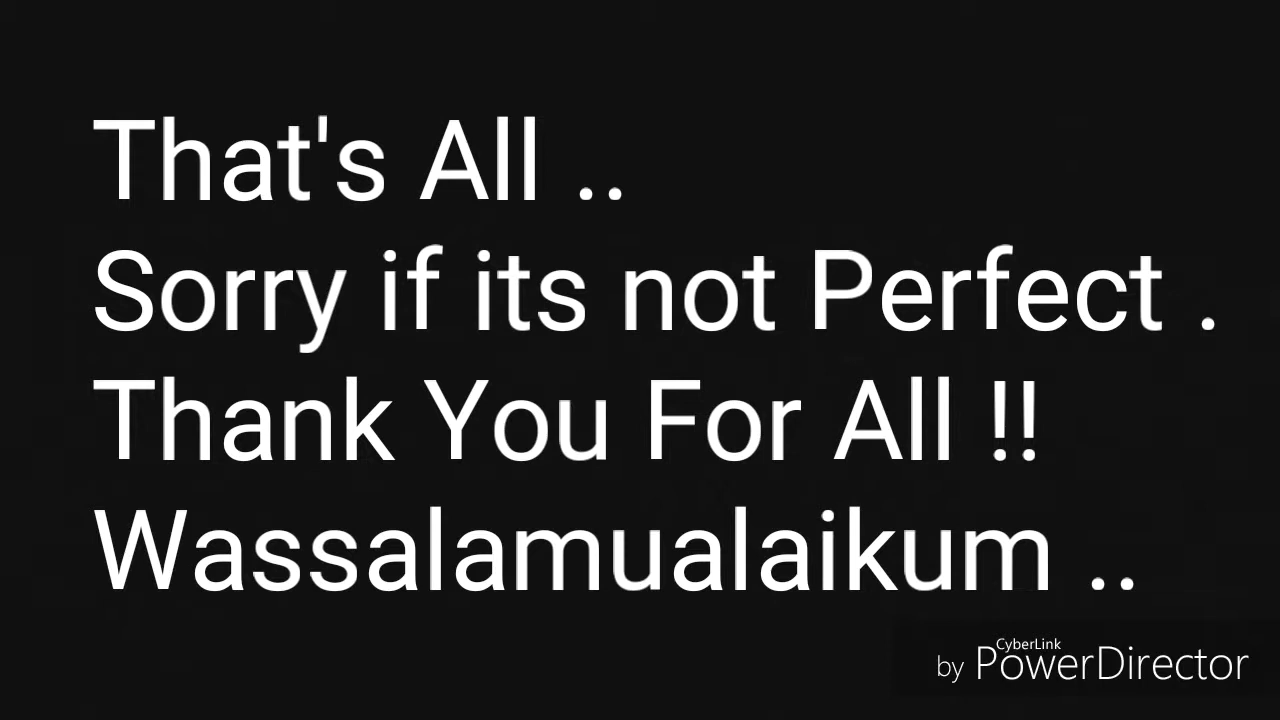 That's All ..
Sorry if its not Perfect .
Thank You For All !!
Wassalamualaikum ..
by CyberLink PowerDirector